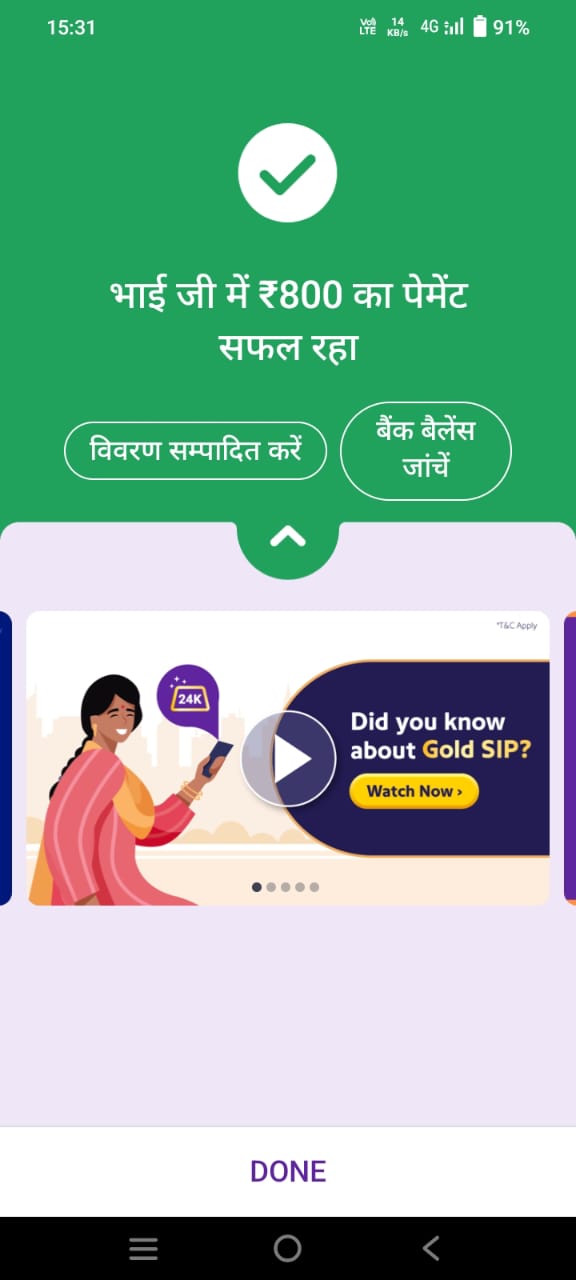 15:31 Vo) LTE 14 KB/s 4G 91%
भाई जी में ₹800 का पेमेंट
सफल रहा
विवरण सम्पादित करें
बैंक बैलेंस
जांचें
*T&C Apply
24K
Did you know
about Gold SIP?
Watch Now ›
DONE